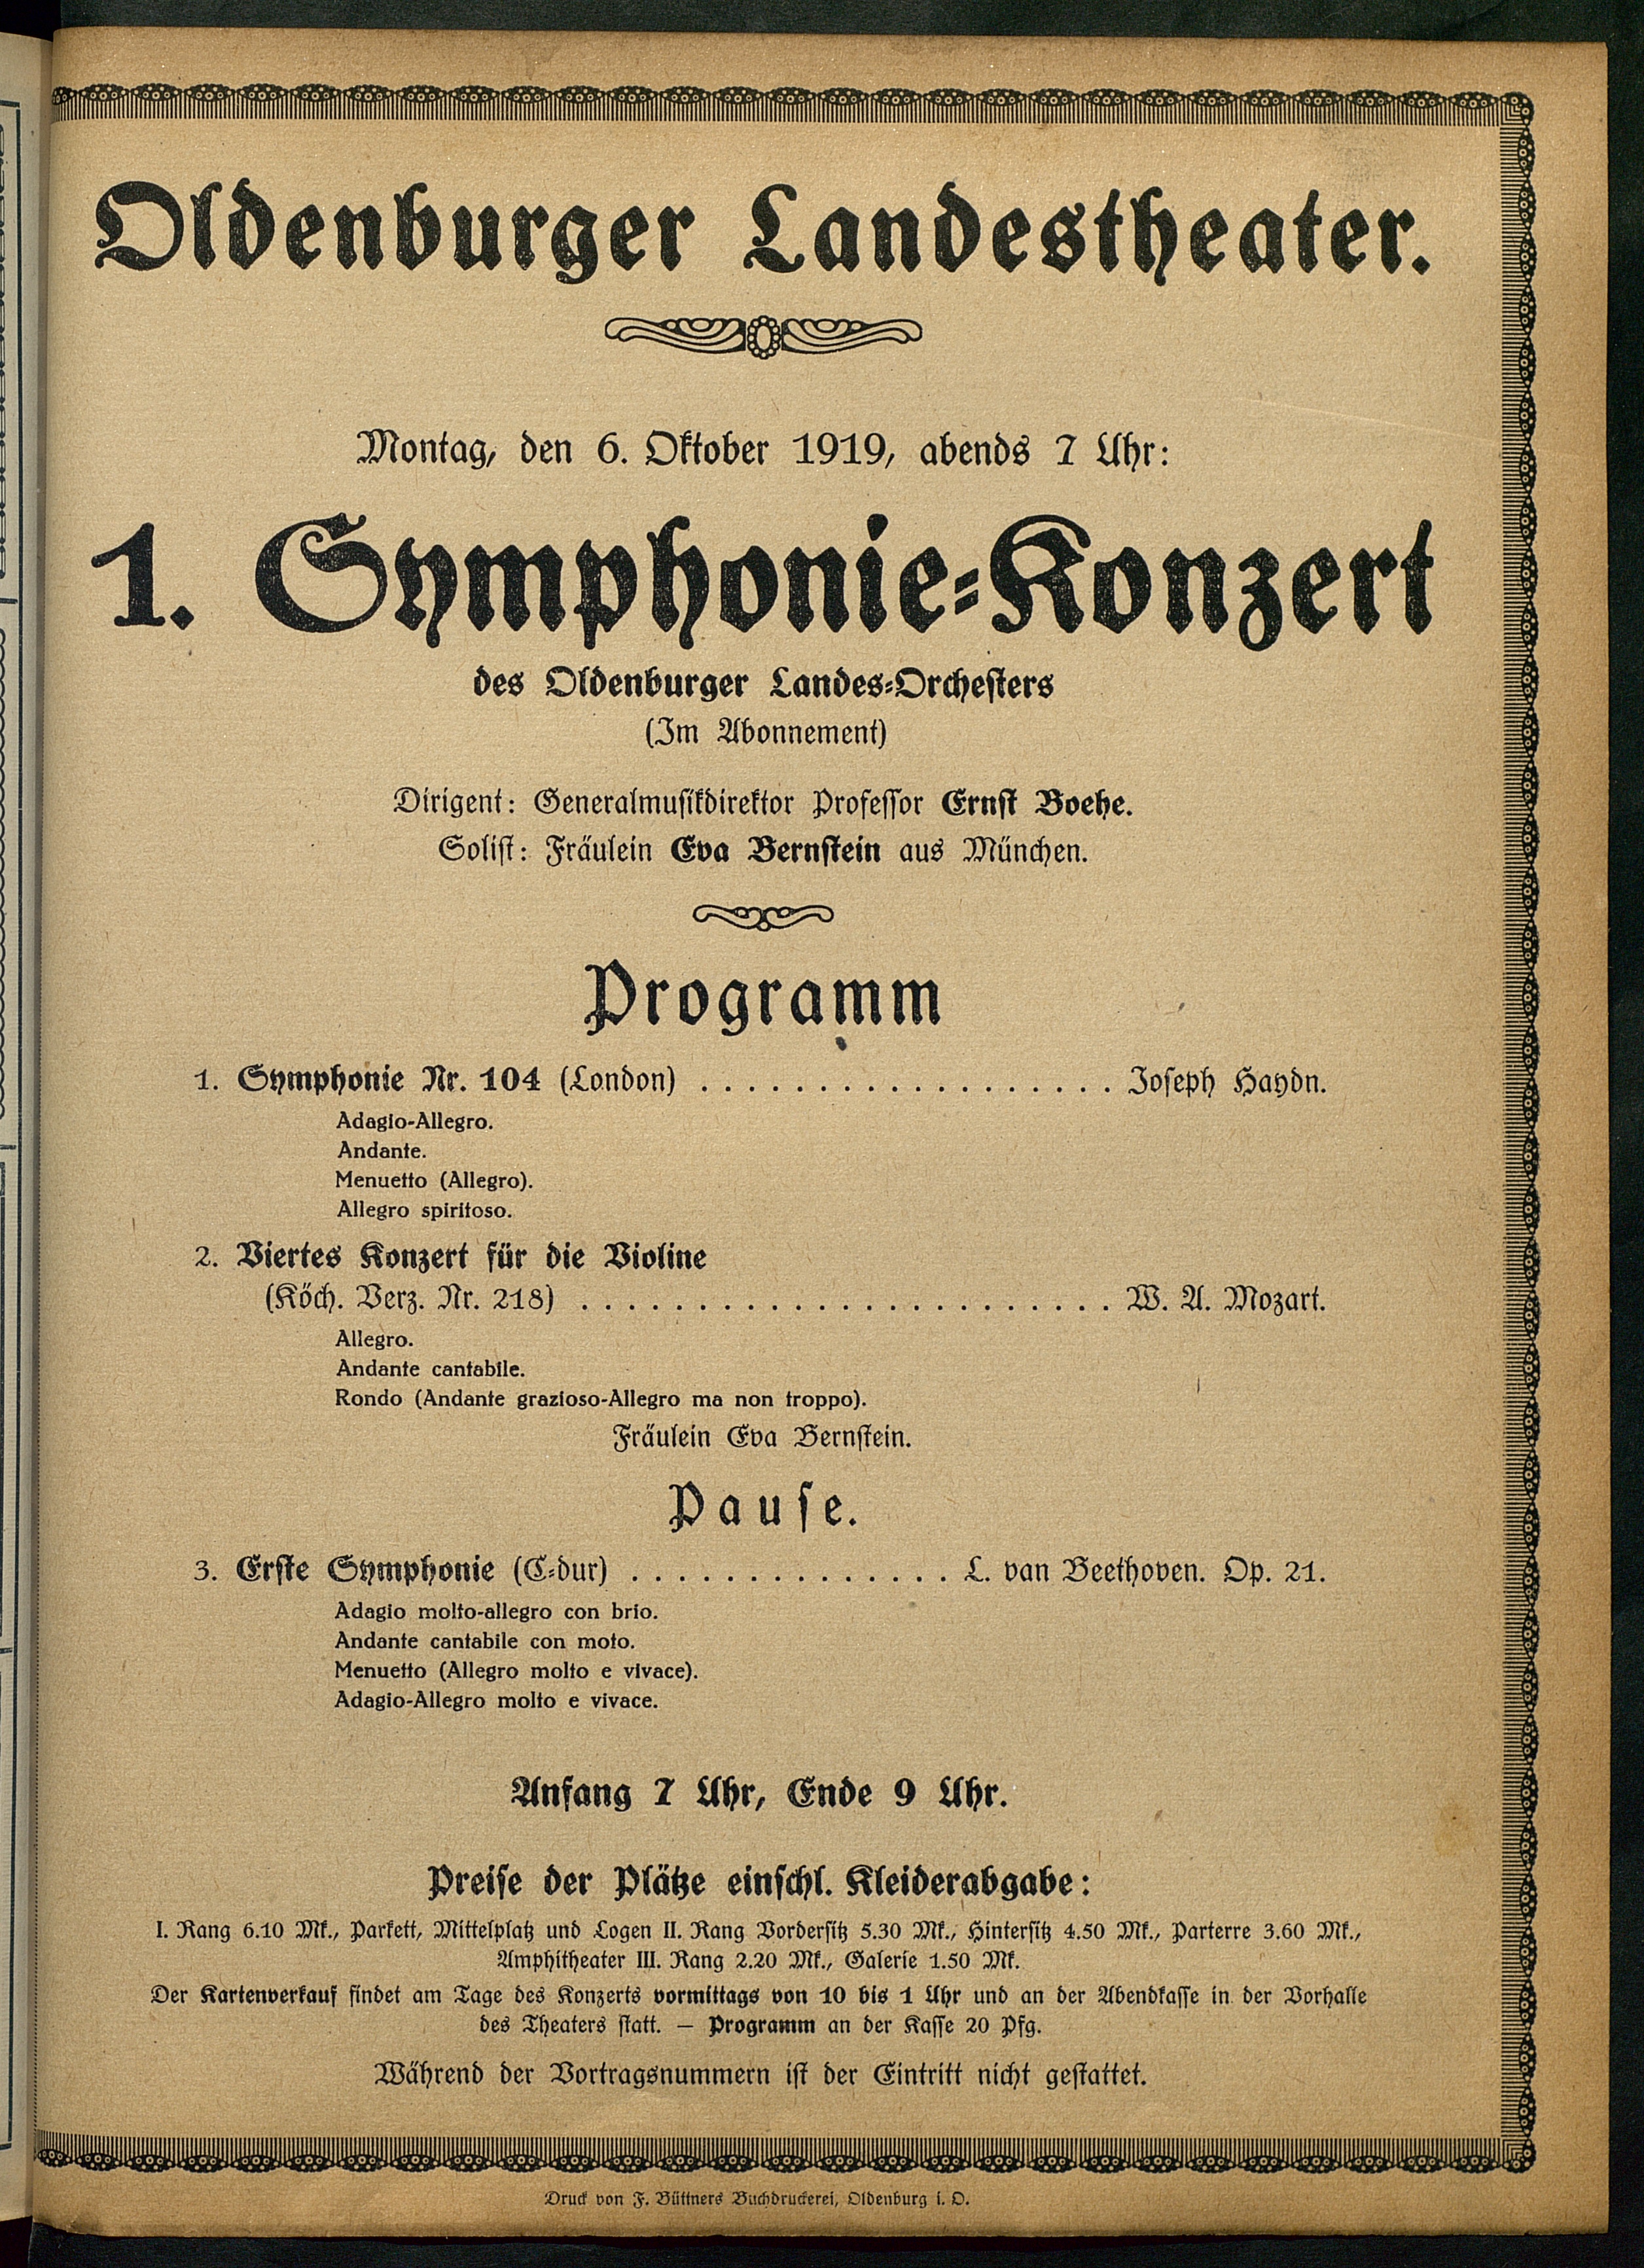 Oldenburger Landestheater.
Montag, den 6. Oktober 1919, abends 7 Uhr:
1. Symphonie-Konzert
des Oldenburger Landes-Orchesters
(Im Abonnement)
Dirigent: Generalmusikdirektor Professor Ernst Boehe.
Solist: Fräulein Eva Bernstein aus München.
Programm
1. Symphonie Nr. 104 (London) . . . . . . . . . . . . . . . . . . Joseph Haydn.
Adagio-Allegro.
Andante.
Menuetto (Allegro).
Allegro spiritoso.
2. Viertes Konzert für die Violine
(Köch. Verz. Nr. 218) . . . . . . . . . . . . . . . . . . . . . . . W. A. Mozart.
Allegro.
Andante cantabile.
Rondo (Andante grazioso-Allegro ma non troppo).
Fräulein Eva Bernstein.
Pause.
3. Erste Symphonie (C-dur) . . . . . . . . . . . . . . L. van Beethoven. Op. 21.
Adagio molto-allegro con brio.
Andante cantabile con moto.
Menuetto (Allegro molto e vivace).
Adagio-Allegro molto e vivace.
Anfang 7 Uhr, Ende 9 Uhr.
Preise der Plätze einschl. Kleiderabgabe:
I. Rang 6.10 Mk., Parkett, Mittelplatz und Logen II. Rang Vordersitz 5.30 Mk., Hintersitz 4.50 Mk., Parterre 3.60 Mk.,
Amphitheater III. Rang 2.20 Mk., Galerie 1.50 Mk.
Der Kartenverkauf findet am Tage des Konzerts vormittags von 10 bis 1 Uhr und an der Abendkasse in der Vorhalle
des Theaters statt. — Programm an der Kasse 20 Pfg.
Während der Vortragsnummern ist der Eintritt nicht gestattet.
Druck von F. Büttners Buchdruckerei, Oldenburg i. O.